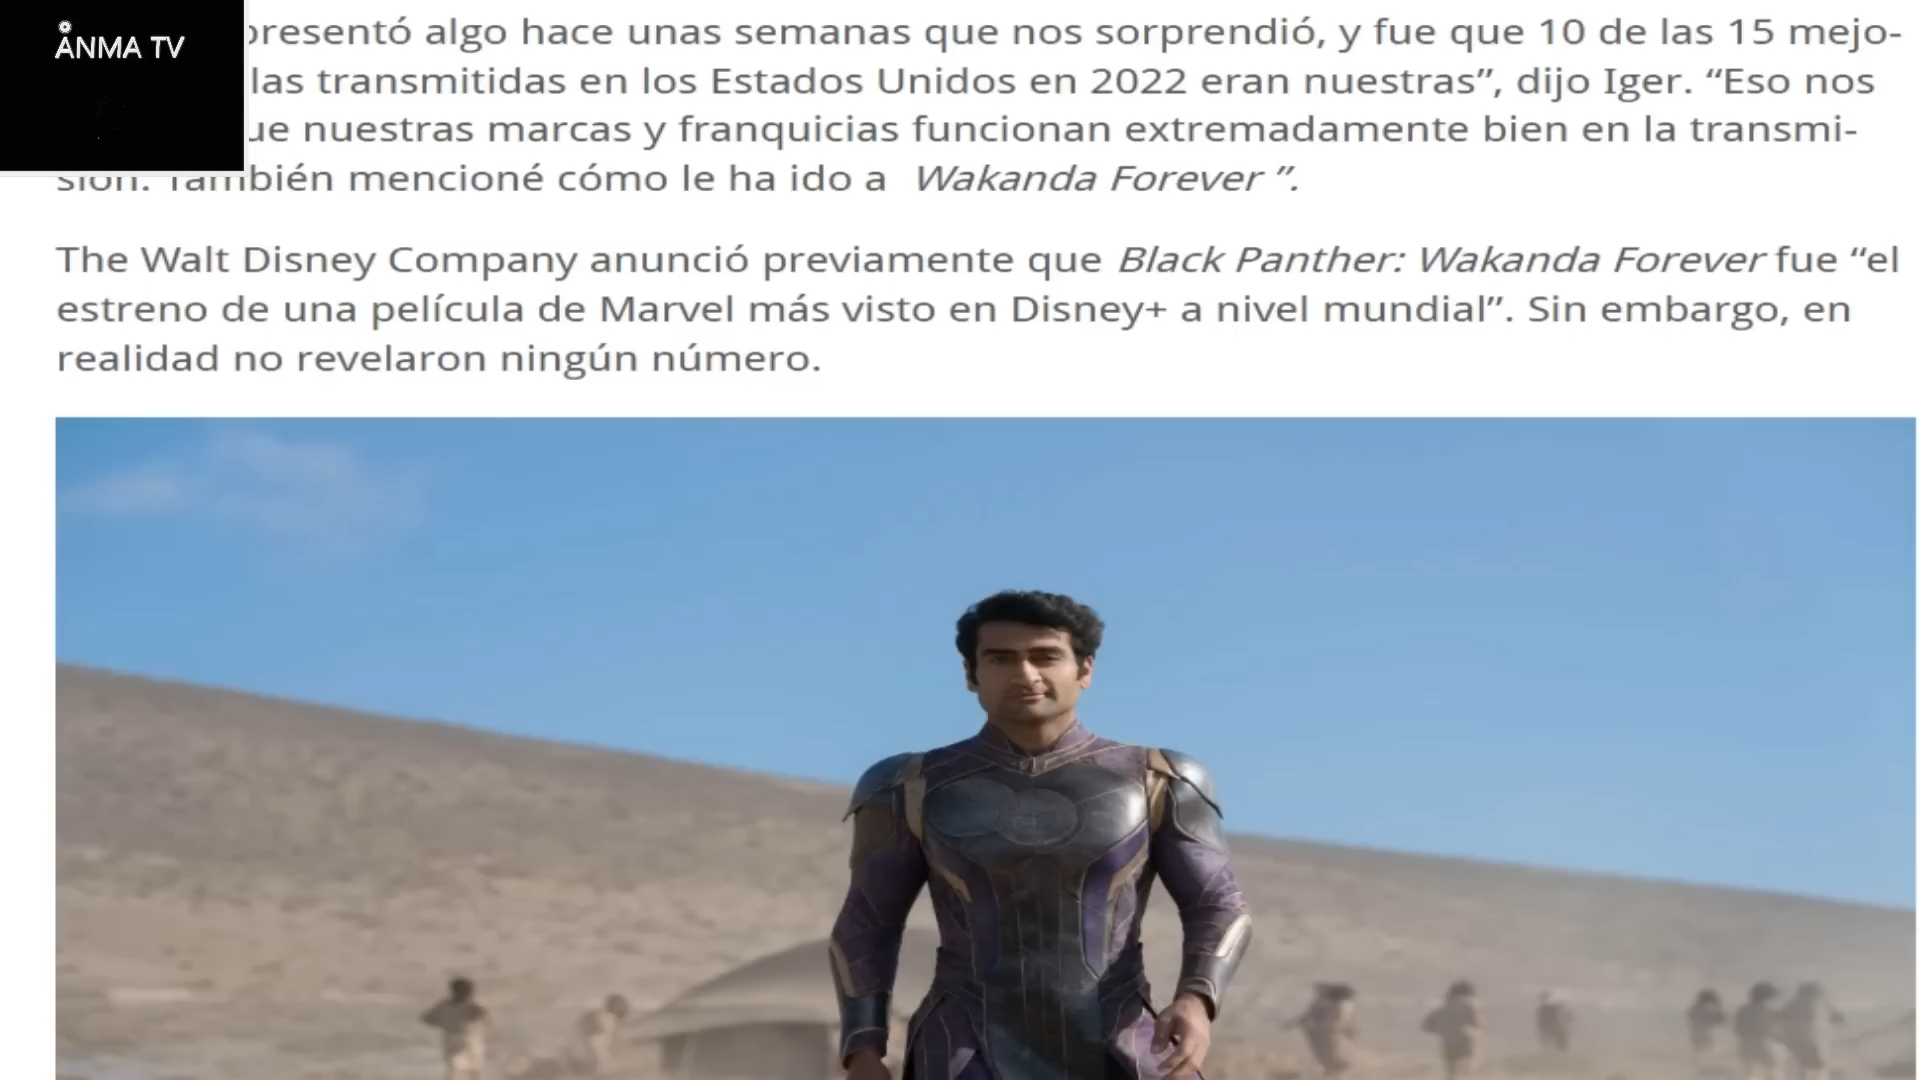 ÅNMA TV
presentó algo hace unas semanas que nos sorprendió, y fue que 10 de las 15 mejo-
las transmitidas en los Estados Unidos en 2022 eran nuestras”, dijo Iger. “Eso nos
ue nuestras marcas y franquicias funcionan extremadamente bien en la transmi-
sión. También mencioné cómo le ha ido a Wakanda Forever ”.
The Walt Disney Company anunció previamente que Black Panther: Wakanda Forever fue “el
estreno de una película de Marvel más visto en Disney+ a nivel mundial”. Sin embargo, en
realidad no revelaron ningún número.